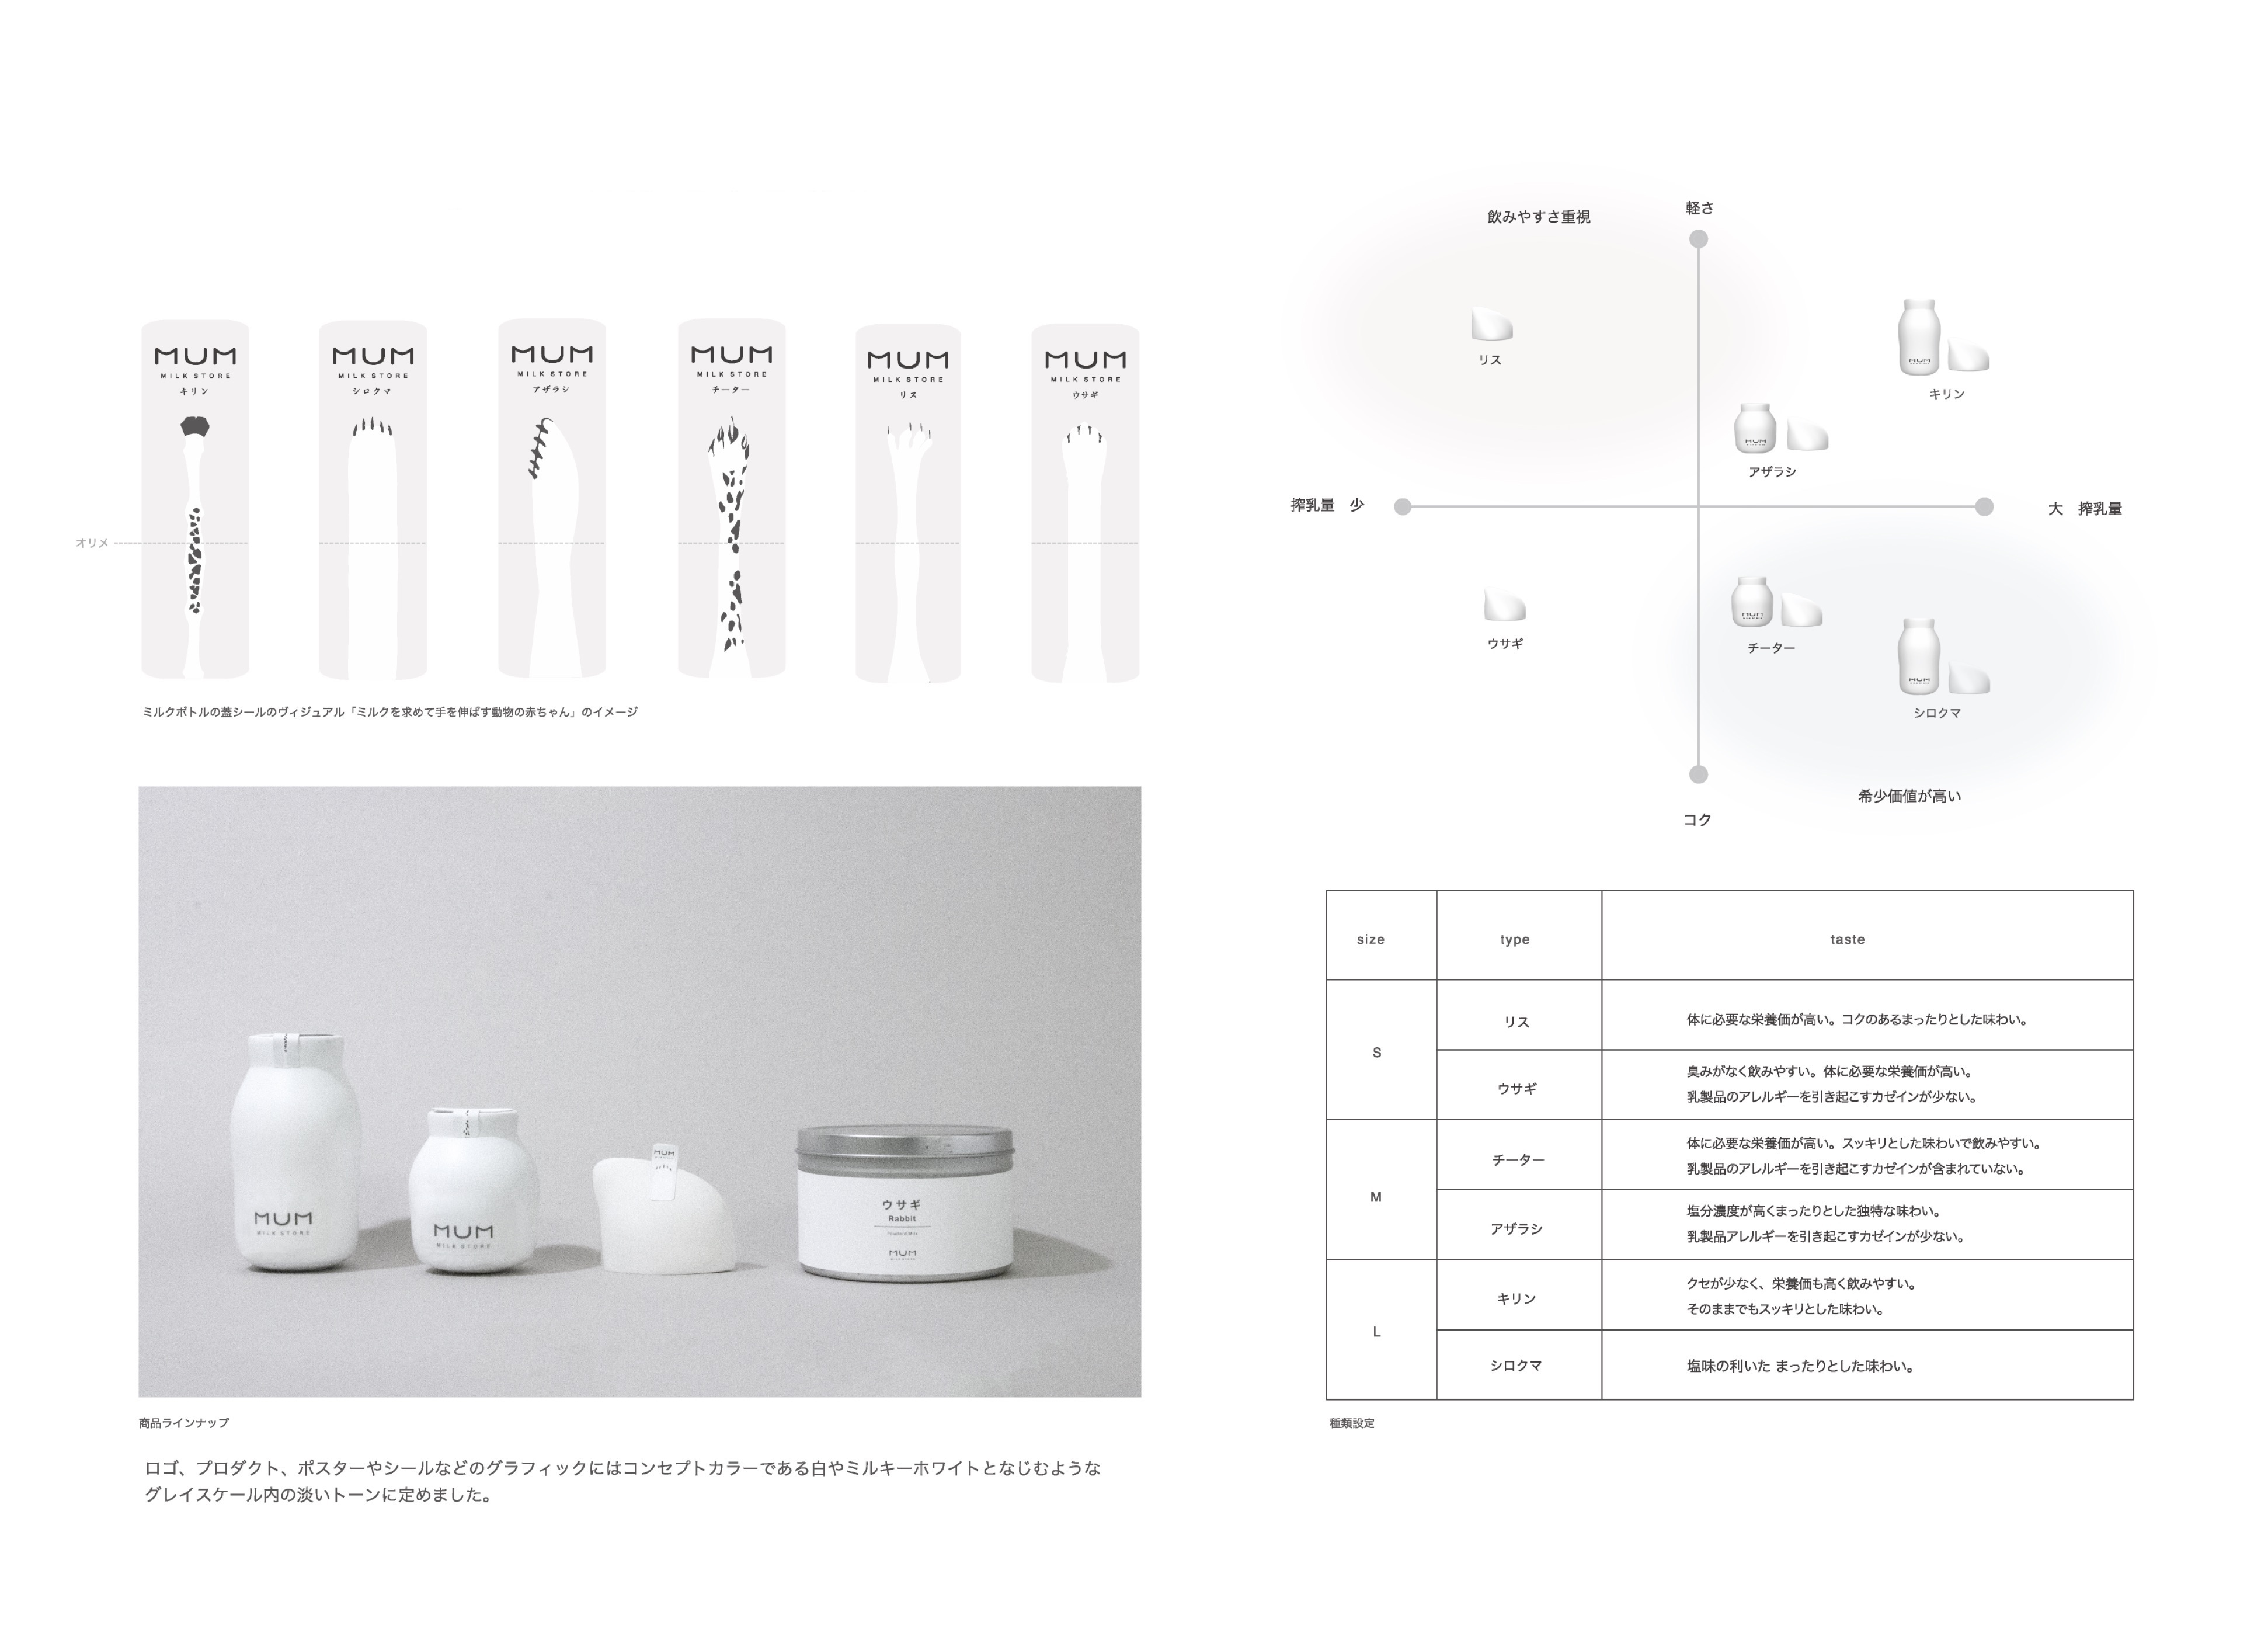 MUM
MILK STORE
キリン
MUM
MILK STORE
シロクマ
MUM
MILK STORE
アザラシ
MUM
MILK STORE
チーター
MUM
MILK STORE
リス
MUM
MILK STORE
ウサギ
オリメ
ミルクボトルの蓋シールのヴィジュアル「ミルクを求めて手を伸ばす動物の赤ちゃん」のイメージ
MUM
MILK STORE
MUM
MILK STORE
MUM
ウサギ
Rabbit
MUM
商品ラインナップ
ロゴ、プロダクト、ポスターやシールなどのグラフィックにはコンセプトカラーである白やミルキーホワイトとなじむような
グレイスケール内の淡いトーンに定めました。
飲みやすさ重視
軽さ
リス
MUM
キリン
MUM
アザラシ
搾乳量 少
大 搾乳量
ウサギ
MUM
チーター
MUM
シロクマ
希少価値が高い
コク
size
type
taste
S
リス
体に必要な栄養価が高い。コクのあるまったりとした味わい。
ウサギ
臭みがなく飲みやすい。体に必要な栄養価が高い。
乳製品のアレルギーを引き起こすカゼインが少ない。
M
チーター
体に必要な栄養価が高い。スッキリとした味わいで飲みやすい。
乳製品のアレルギーを引き起こすカゼインが含まれていない。
アザラシ
塩分濃度が高くまったりとした独特な味わい。
乳製品アレルギーを引き起こすカゼインが少ない。
L
キリン
クセが少なく、栄養価も高く飲みやすい。
そのままでもスッキリとした味わい。
シロクマ
塩味の利いた まったりとした味わい。
種類設定